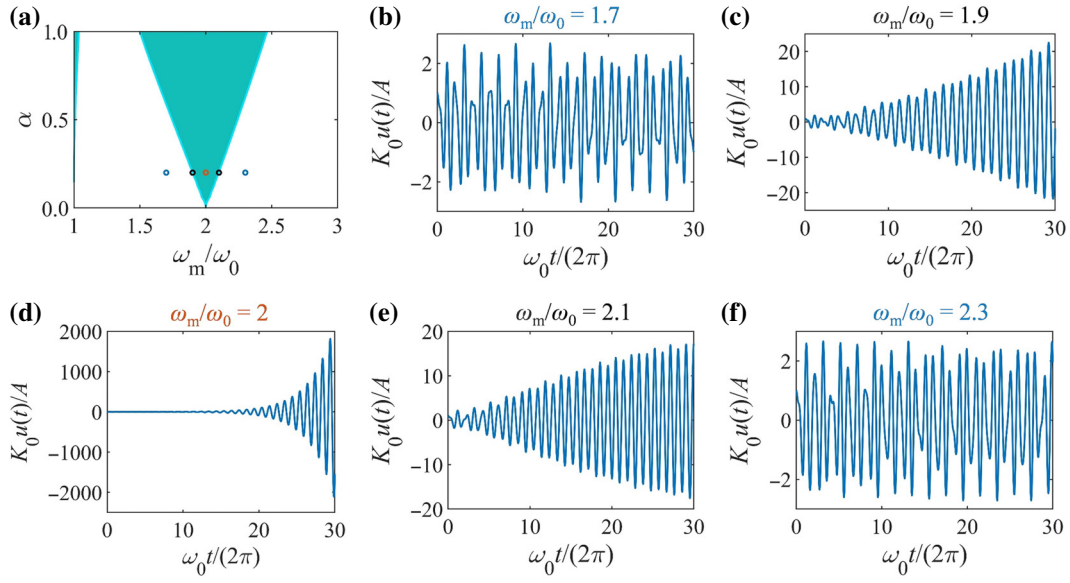 (a)
1.0
0.5
0.0
α
1 1.5 2 2.5 3
ωm/ω0
(b)
ωm/ω0 = 1.7
2
0
−2
K0u(t)/A
0 10 20 30
ω0t/(2π)
(c)
ωm/ω0 = 1.9
20
10
0
−10
−20
K0u(t)/A
0 10 20 30
ω0t/(2π)
(d)
ωm/ω0 = 2
2000
1000
0
−1000
−2000
K0u(t)/A
0 10 20 30
ω0t/(2π)
(e)
ωm/ω0 = 2.1
20
10
0
−10
−20
K0u(t)/A
0 10 20 30
ω0t/(2π)
(f)
ωm/ω0 = 2.3
2
0
−2
K0u(t)/A
0 10 20 30
ω0t/(2π)